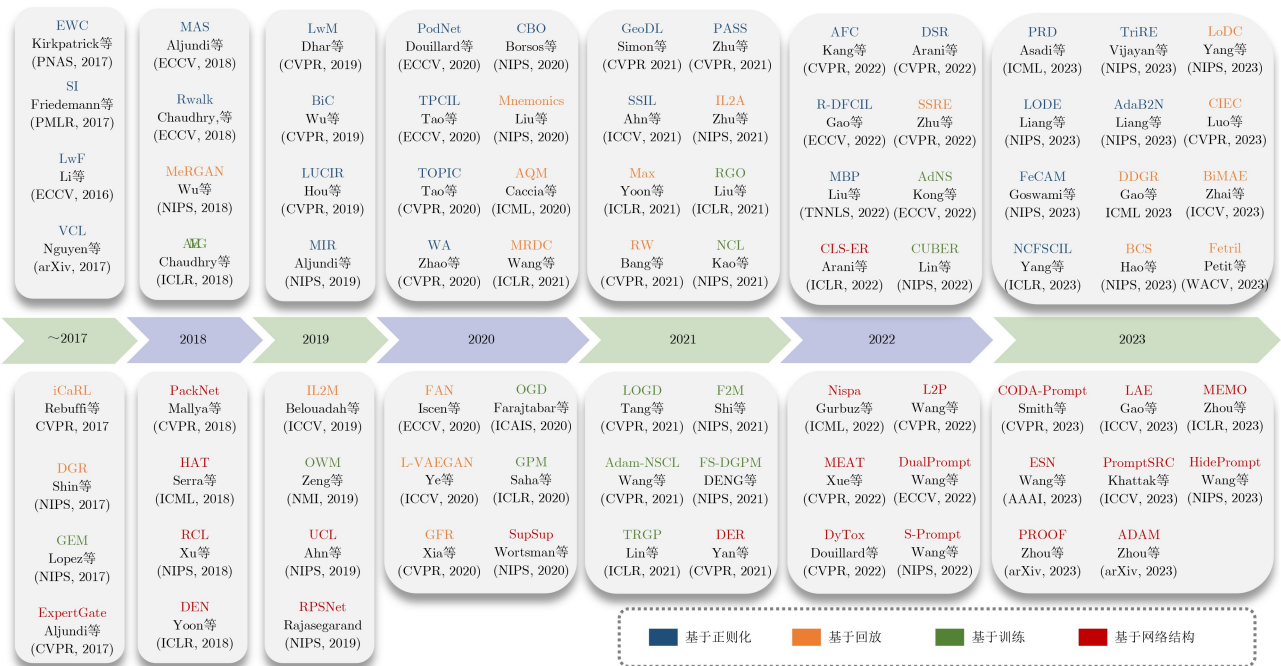 EWC
Kirkpatrick等
(PNAS, 2017)
SI
Friedemann等
(PMLR, 2017)
LwF
Li等
(ECCV, 2016)
VCL
Nguyen等
(arXiv, 2017)
MAS
Aljundi等
(ECCV, 2018)
Rwalk
Chaudhry,等
(ECCV, 2018)
MeRGAN
Wu等
(NIPS, 2018)
Chaudhry等
(ICLR, 2018)
LwM
Dhar等
(CVPR, 2019)
BiC
Wu等
(CVPR, 2019)
LUCIR
Hou等
(CVPR, 2019)
MIR
Aljundi等
(NIPS, 2019)
PodNet
Douillard等
(ECCV, 2020)
TPCIL
Tao等
(ECCV, 2020)
TOPIC
Tao等
(CVPR, 2020)
WA
Zhao等
(CVPR, 2020)
CBO
Borsos等
(NIPS, 2020)
Mnemonics
Liu等
(NIPS, 2020)
AQM
Caccia等
(ICML, 2020)
MRDC
Wang等
(ICLR, 2021)
GeoDL
Simon等
(CVPR 2021)
SSIL
Ahn等
(ICCV, 2021)
Max
Yoon等
(ICLR, 2021)
RW
Bang等
(CVPR, 2021)
PASS
Zhu等
(CVPR, 2021)
IL2A
Zhu等
(NIPS, 2021)
RGO
Liu等
(ICLR, 2021)
NCL
Kao等
(NIPS, 2021)
AFC
Kang等
(CVPR, 2022)
R-DFCIL
Gao等
(ECCV, 2022)
MBP
Liu等
(TNNLS, 2022)
CLS-ER
Arani等
(ICLR, 2022)
DSR
Arani等
(CVPR, 2022)
SSRE
Zhu等
(CVPR, 2022)
AdNS
Kong等
(ECCV, 2022)
CUBER
Lin等
(NIPS, 2022)
PRD
Asadi等
(ICML, 2023)
LODE
Liang等
(NIPS, 2023)
FeCAM
Goswami等
(NIPS, 2023)
NCFSCIL
Yang等
(ICLR, 2023)
TriRE
Vijayan等
(NIPS, 2023)
AdaB2N
Liang等
(NIPS, 2023)
DDGR
Gao等
ICML 2023
BCS
Hao等
(NIPS, 2023)
LoDC
Yang等
(NIPS, 2023)
CIEC
Luo等
(CVPR, 2023)
BiMAE
Zhai等
(ICCV, 2023)
Fetril
Petit等
(WACV, 2023)
～2017
2018
2019
2020
2021
2022
2023
iCaRL
Rebuffi等
CVPR, 2017
DGR
Shin等
(NIPS, 2017)
GEM
Lopez等
(NIPS, 2017)
ExpertGate
Aljundi等
(CVPR, 2017)
PackNet
Mallya等
(CVPR, 2018)
HAT
Serra等
(ICML, 2018)
RCL
Xu等
(NIPS, 2018)
DEN
Yoon等
(ICLR, 2018)
IL2M
Belouadah等
(ICCV, 2019)
OWM
Zeng等
(NMI, 2019)
UCL
Ahn等
(NIPS, 2019)
RPSNet
Rajasegarand
(NIPS, 2019)
FAN
Iscen等
(ECCV, 2020)
L-VAEGAN
Ye等
(ICCV, 2020)
GFR
Xia等
(CVPR, 2020)
OGD
Farajtabar等
(ICAIS, 2020)
GPM
Saha等
(ICLR, 2020)
SupSup
Wortsman等
(NIPS, 2020)
LOGD
Tang等
(CVPR, 2021)
Adam-NSCL
Wang等
(CVPR, 2021)
TRGP
Lin等
(ICLR, 2021)
F2M
Shi等
(NIPS, 2021)
FS-DGPM
DENG等
(NIPS, 2021)
DER
Yan等
(CVPR, 2021)
Nispa
Gurbuz等
(ICML, 2022)
MEAT
Xue等
(CVPR, 2022)
DyTox
Douillard等
(CVPR, 2022)
L2P
Wang等
(CVPR, 2022)
DualPrompt
Wang等
(ECCV, 2022)
S-Prompt
Wang等
(NIPS, 2022)
CODA-Prompt
Smith等
(CVPR, 2023)
ESN
Wang等
(AAAI, 2023)
PROOF
Zhou等
(arXiv, 2023)
LAE
Gao等
(ICCV, 2023)
PromptSRC
Khattak等
(ICCV, 2023)
ADAM
Zhou等
(arXiv, 2023)
MEMO
Zhou等
(ICLR, 2023)
HidePrompt
Wang等
(NIPS, 2023)
基于正则化
基于回放
基于训练
基于网络结构